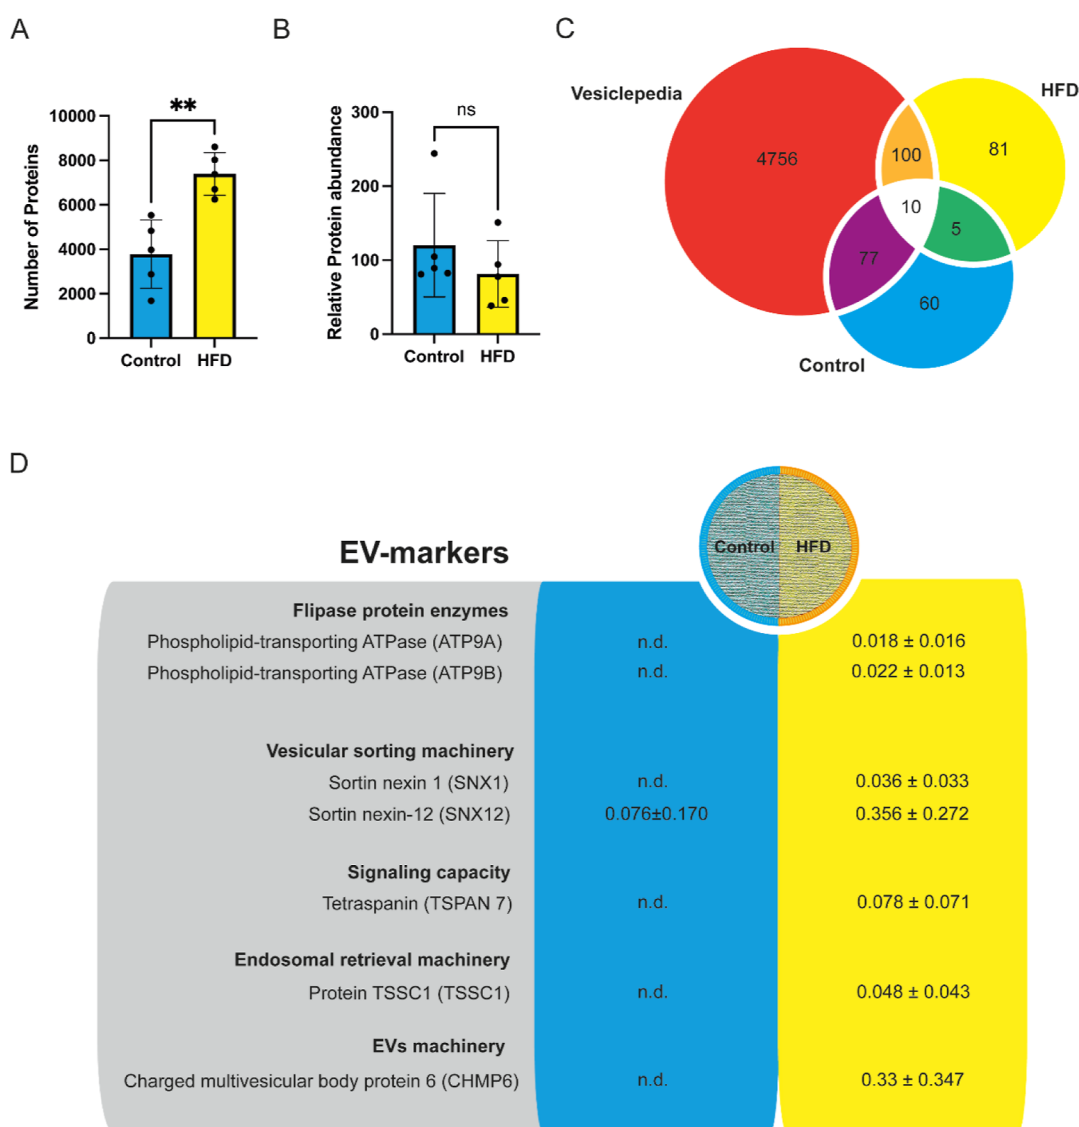 A
B
C
Number of Proteins
10000
8000
6000
4000
2000
0
**
Control
HFD
Relative Protein abundance
300
200
100
0
ns
Control
HFD
Vesiclepedia
HFD
4756
100
81
10
5
77
60
Control
D
Control HFD
EV-markers
Flipase protein enzymes
Phospholipid-transporting ATPase (ATP9A) n.d. 0.018 ± 0.016
Phospholipid-transporting ATPase (ATP9B) n.d. 0.022 ± 0.013
Vesicular sorting machinery
Sortin nexin 1 (SNX1) n.d. 0.036 ± 0.033
Sortin nexin-12 (SNX12) 0.076±0.170 0.356 ± 0.272
Signaling capacity
Tetraspanin (TSPAN 7) n.d. 0.078 ± 0.071
Endosomal retrieval machinery
Protein TSSC1 (TSSC1) n.d. 0.048 ± 0.043
EVs machinery
Charged multivesicular body protein 6 (CHMP6) n.d. 0.33 ± 0.347